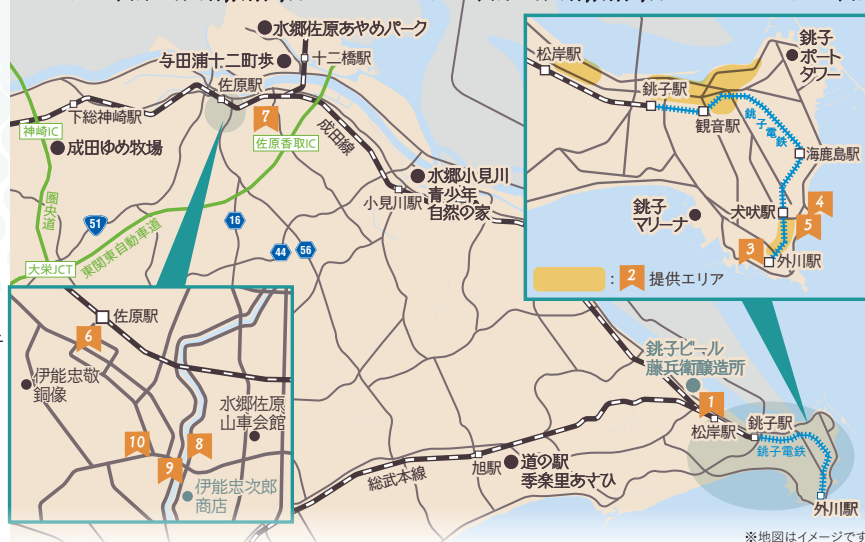 水郷佐原あやめパーク
与田浦十二町歩
十二橋駅
佐原駅
下総神崎駅
7
神崎IC
佐原香取IC
成田線
成田ゆめ牧場
水郷小見川
青少年
自然の家
小見川駅
圏央道
51
16
東関東自動車道
44
56
大栄JCT
佐原駅
6
伊能忠敬
銅像
水郷佐原
山車会館
10
8
9
伊能忠次郎
商店
松岸駅
銚子
ポート
タワー
銚子駅
観音駅
銚子電鉄
海鹿島駅
銚子
マリーナ
犬吠駅
4
5
3
外川駅
:
2
提供エリア
銚子ビール
藤兵衛醸造所
1
松岸駅
銚子駅
銚子電鉄
旭駅
道の駅
季楽里あさひ
総武本線
外川駅
※地図はイメージです